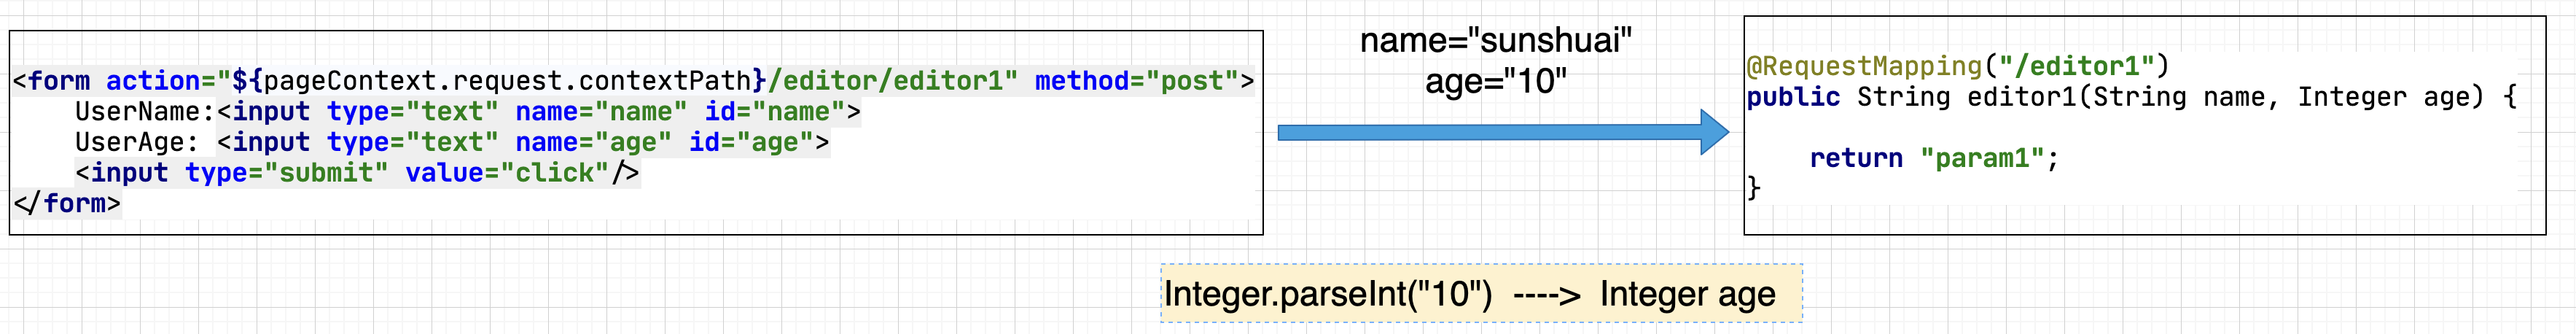 <form action="${pageContext.request.contextPath}/editor/editor1" method="post">
    UserName:<input type="text" name="name" id="name">
    UserAge: <input type="text" name="age" id="age">
    <input type="submit" value="click"/>
</form>
name="sunshuai"
age="10"
@RequestMapping("/editor1")
public String editor1(String name, Integer age) {
    return "param1";
}
Integer.parseInt("10") ----> Integer age